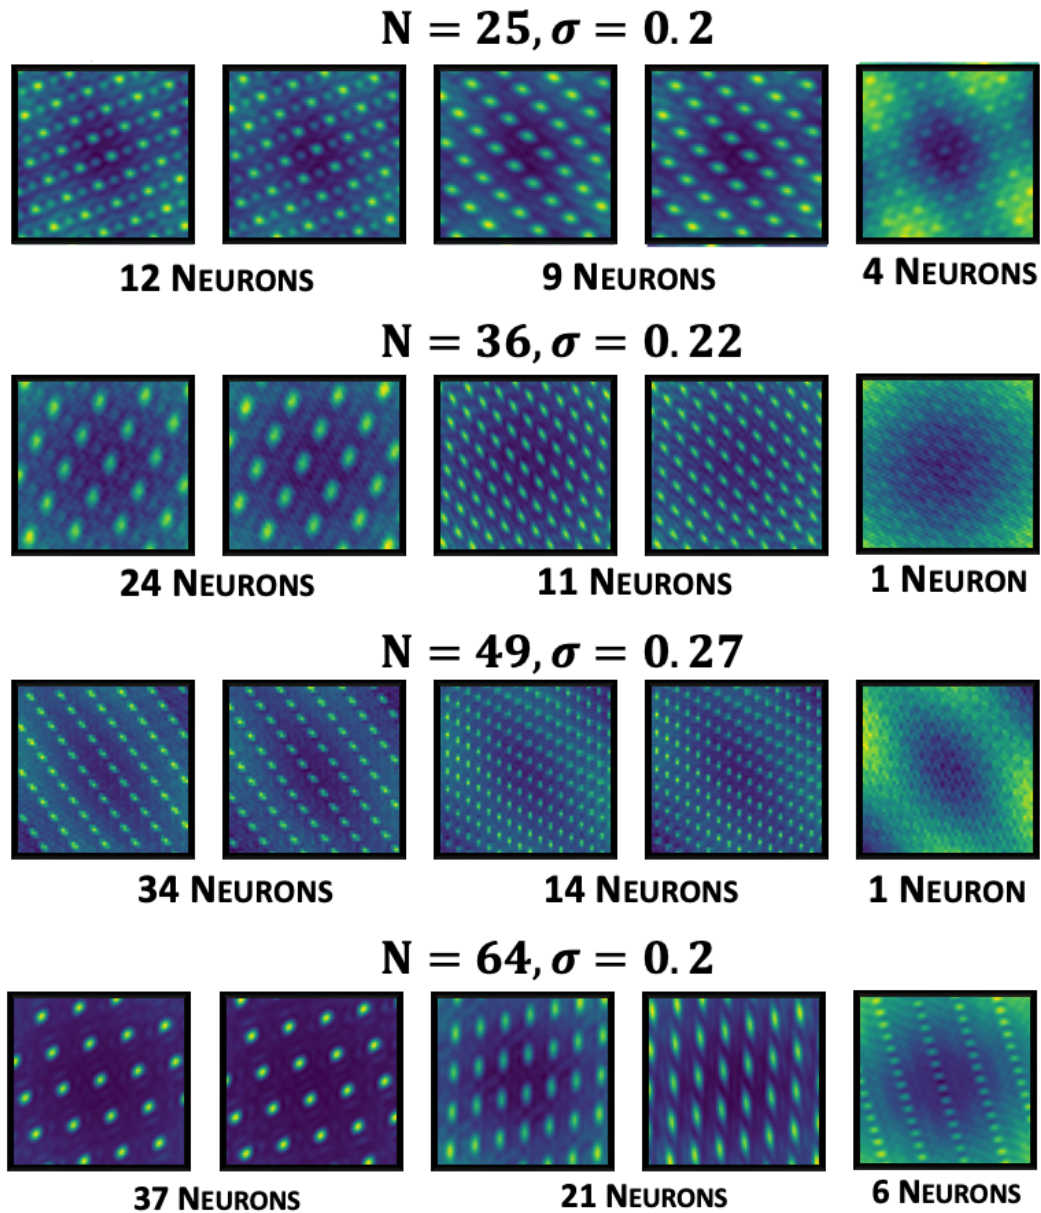 N = 25, σ = 0.2
12 NEURONS 9 NEURONS 4 NEURONS
N = 36, σ = 0.22
24 NEURONS 11 NEURONS 1 NEURON
N = 49, σ = 0.27
34 NEURONS 14 NEURONS 1 NEURON
N = 64, σ = 0.2
37 NEURONS 21 NEURONS 6 NEURONS